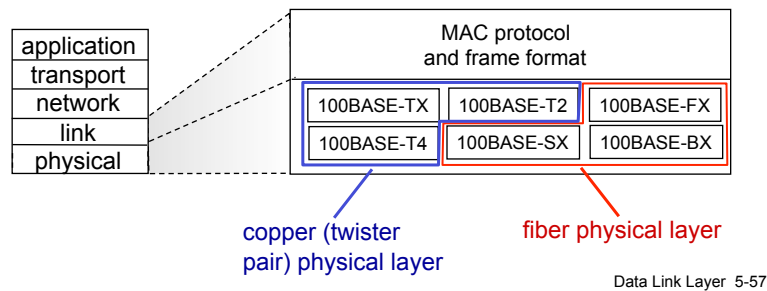 application
transport
network
link
physical
MAC protocol
and frame format
100BASE-TX
100BASE-T2
100BASE-FX
100BASE-T4
100BASE-SX
100BASE-BX
copper (twister
pair) physical layer
fiber physical layer
Data Link Layer 5-57